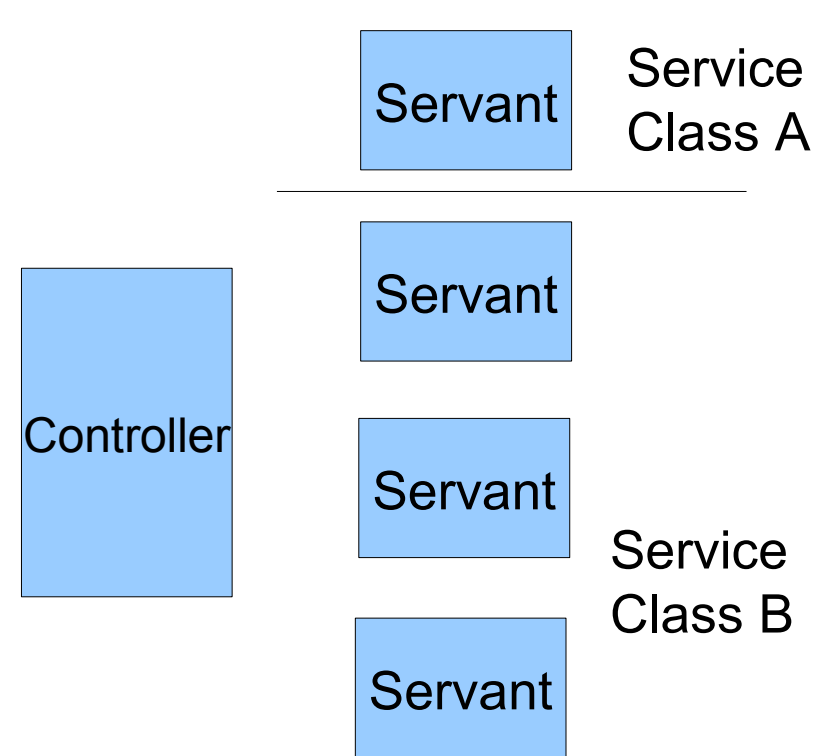 Servant
Service
Class A
Servant
Controller
Servant
Service
Class B
Servant